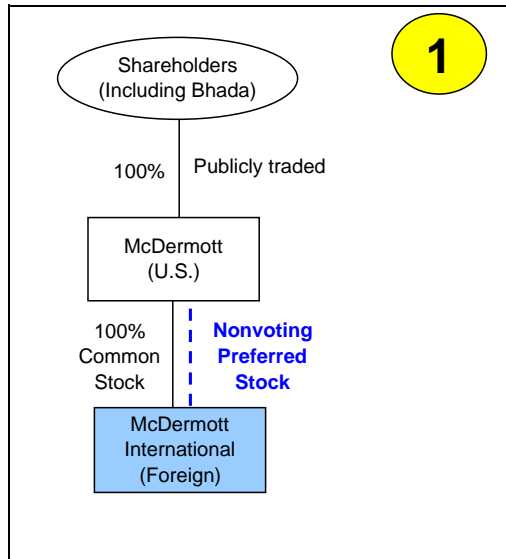 1
Shareholders
(Including Bhada)
100%
Publicly traded
McDermott
(U.S.)
100%
Common
Stock
Nonvoting
Preferred
Stock
McDermott
International
(Foreign)